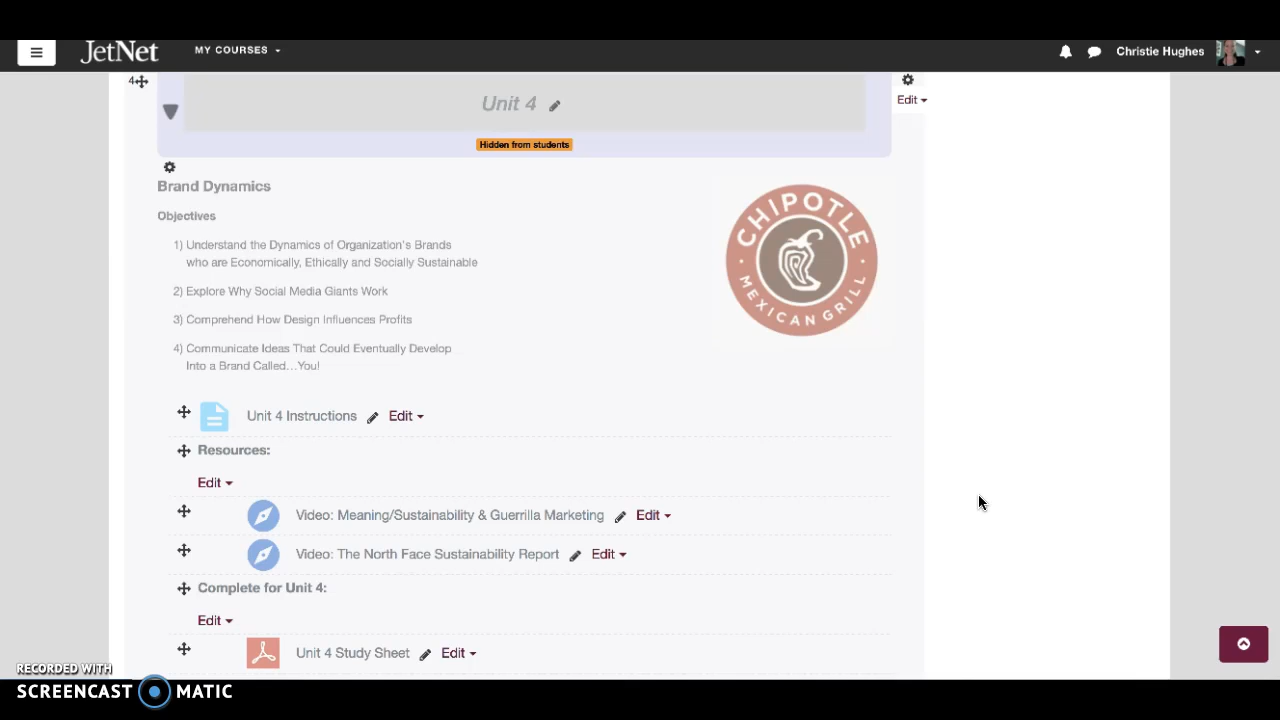 JetNet MY COURSES Christie Hughes
4
Unit 4
Edit
Hidden from students
Brand Dynamics
Objectives
1) Understand the Dynamics of Organization's Brands
who are Economically, Ethically and Socially Sustainable
2) Explore Why Social Media Giants Work
3) Comprehend How Design Influences Profits
4) Communicate Ideas That Could Eventually Develop
Into a Brand Called...You!
CHIPOTLE
MEXICAN GRILL
Unit 4 Instructions Edit
Resources:
Edit
Video: Meaning/Sustainability & Guerrilla Marketing Edit
Video: The North Face Sustainability Report Edit
Complete for Unit 4:
Edit
Unit 4 Study Sheet Edit
RECORDED WITH
SCREENCAST MATIC